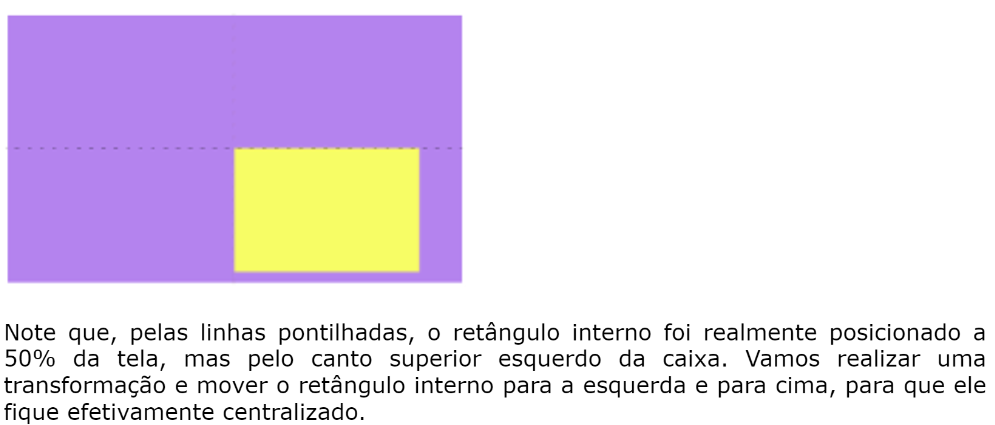 Note que, pelas linhas pontilhadas, o retângulo interno foi realmente posicionado a
50% da tela, mas pelo canto superior esquerdo da caixa. Vamos realizar uma
transformação e mover o retângulo interno para a esquerda e para cima, para que ele
fique efetivamente centralizado.